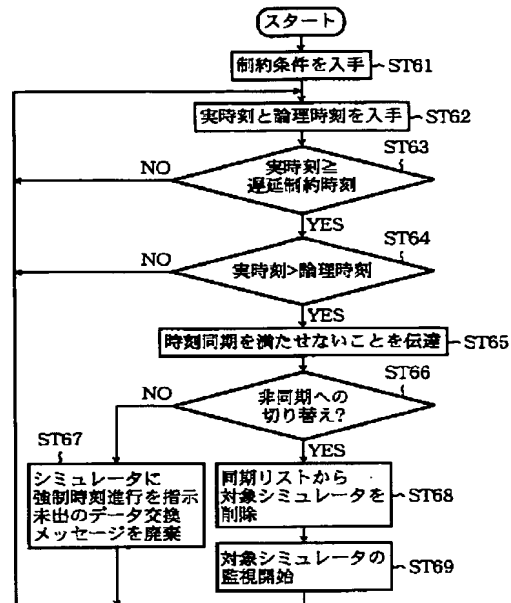 スタート
制約条件を入手
ST61
実時刻と論理時刻を入手
ST62
ST63
実時刻≧
遅延制約時刻
NO
YES
ST64
実時刻>論理時刻
NO
YES
時刻同期を満たせないことを伝達
ST65
ST66
非同期への
切り替え?
NO
YES
ST67
シミュレータに
強制時刻進行を指示
未出のデータ交換
メッセージを廃棄
同期リストから
対象シミュレータを
削除
ST68
対象シミュレータの
監視開始
ST69